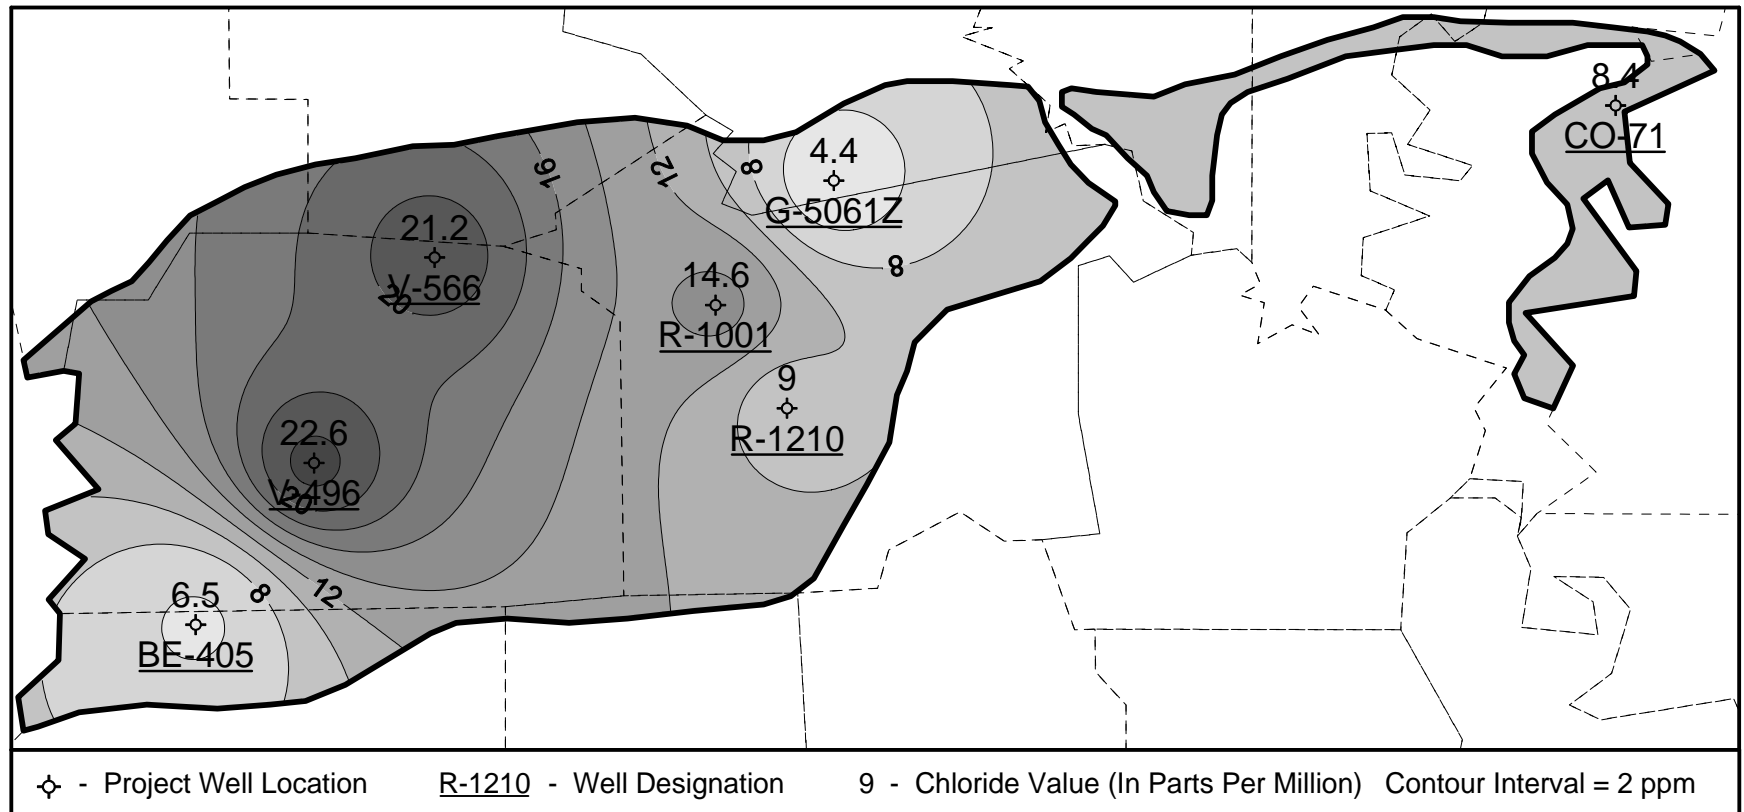 8.4
CO-71
4.4
G-5061Z
16
12
8
21.2
V-566
20
8
14.6
R-1001
9
R-1210
22.6
V-496
20
6.5
BE-405
8
12
- Project Well Location R-1210 - Well Designation 9 - Chloride Value (In Parts Per Million) Contour Interval = 2 ppm